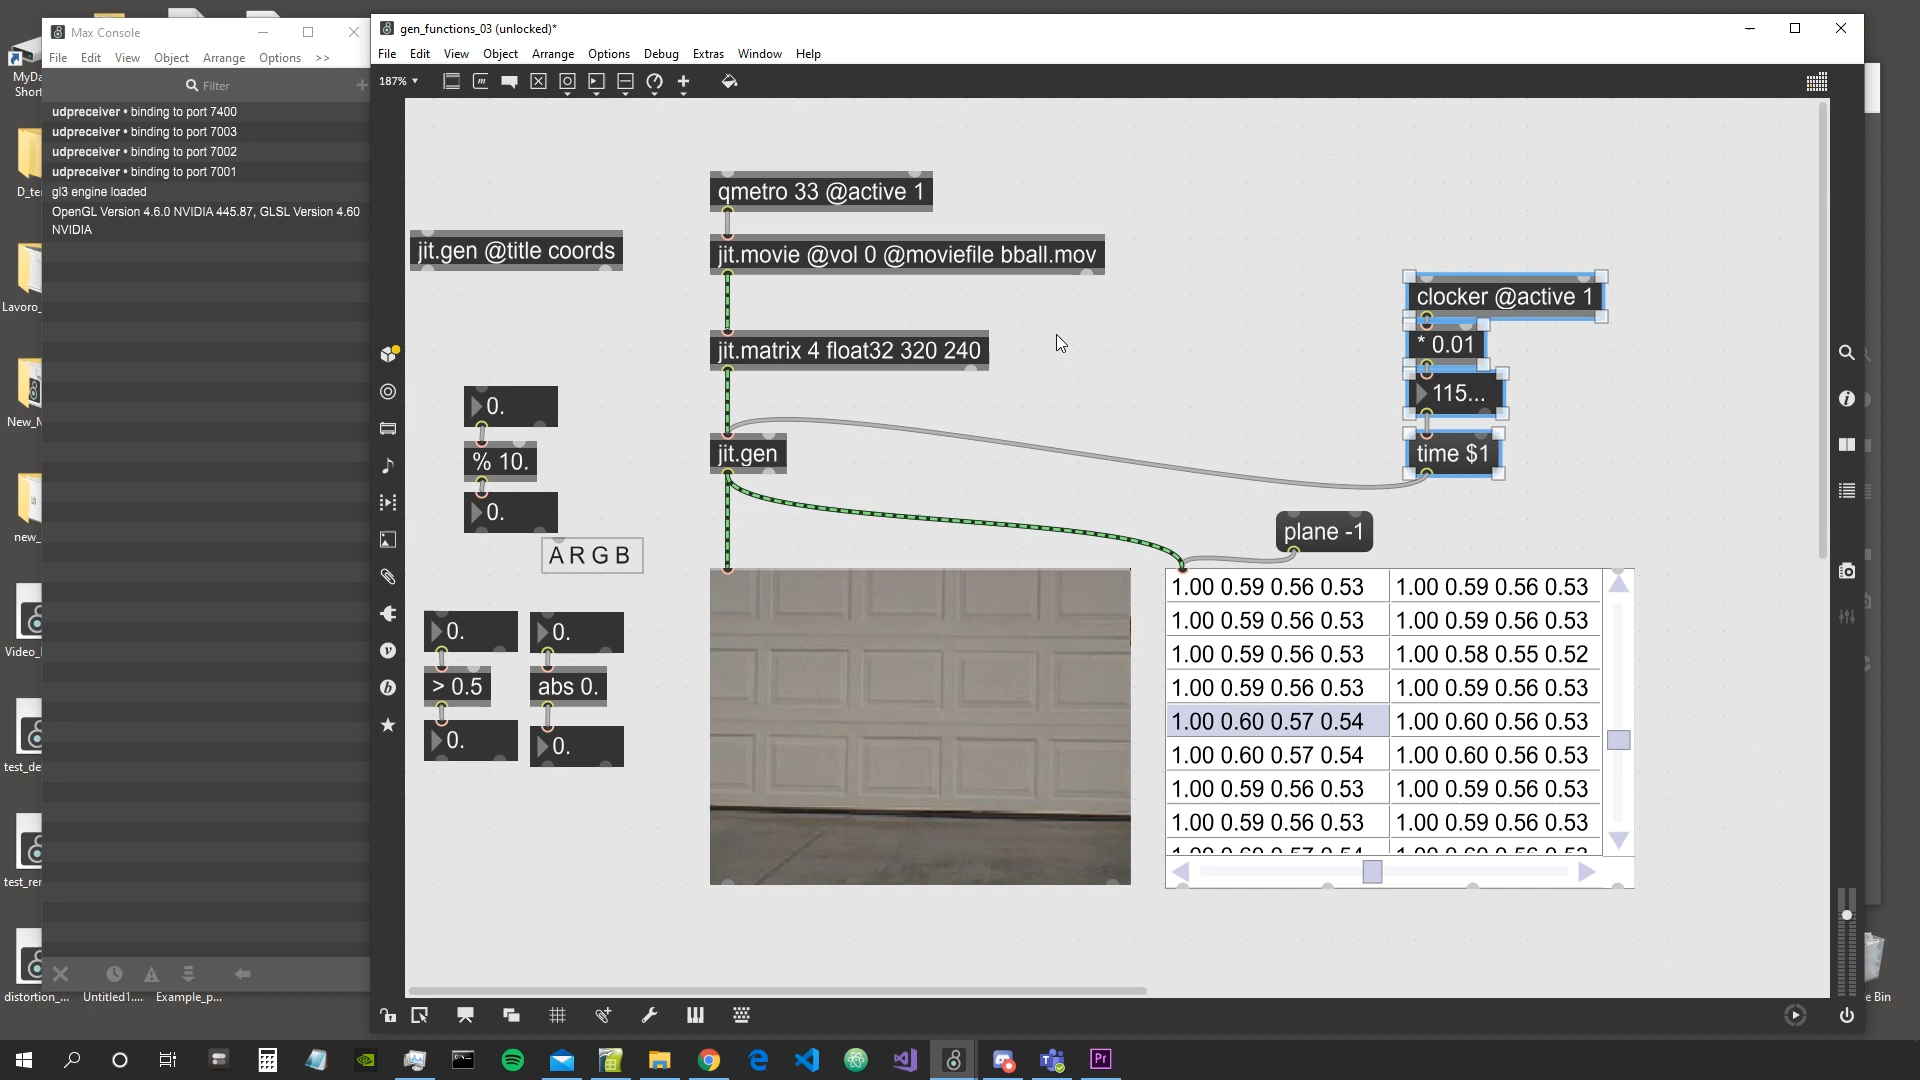 Max Console
File Edit View Object Arrange Options >>
Filter
udpreceiver • binding to port 7400
udpreceiver • binding to port 7003
udpreceiver • binding to port 7002
udpreceiver • binding to port 7001
gl3 engine loaded
OpenGL Version 4.6.0 NVIDIA 445.87, GLSL Version 4.60
NVIDIA
gen_functions_03 (unlocked)*
File Edit View Object Arrange Options Debug Extras Window Help
187%
qmetro 33 @active 1
jit.gen @title coords
jit.movie @vol 0 @moviefile bball.mov
clocker @active 1
* 0.01
jit.matrix 4 float32 320 240
115...
0.
jit.gen
time $1
% 10.
0.
plane -1
A R G B
0.
0.
> 0.5
abs 0.
0.
0.
1.00 0.59 0.56 0.53 1.00 0.59 0.56 0.53
1.00 0.59 0.56 0.53 1.00 0.59 0.56 0.53
1.00 0.59 0.56 0.53 1.00 0.58 0.55 0.52
1.00 0.59 0.56 0.53 1.00 0.59 0.56 0.53
1.00 0.60 0.57 0.54 1.00 0.60 0.56 0.53
1.00 0.60 0.57 0.54 1.00 0.60 0.56 0.53
1.00 0.59 0.56 0.53 1.00 0.59 0.56 0.53
1.00 0.59 0.56 0.53 1.00 0.59 0.56 0.53
MyDa
Short
D_te
Lavoro_
New_M
new_
Video_
test_de
test_re
distortion_... Untitled1.... Example_p...
e Bin
Pr